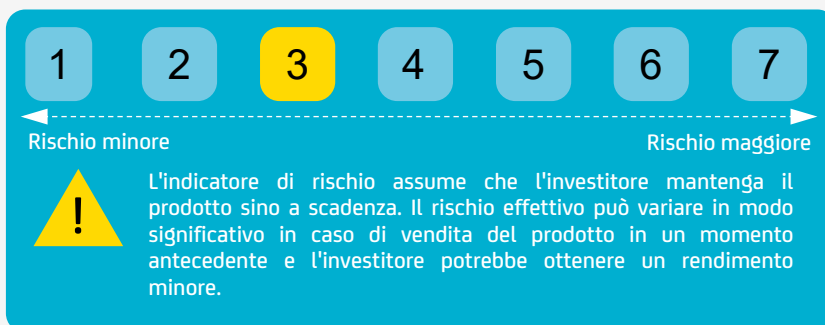 1 2 3 4 5 6 7
Rischio minore Rischio maggiore
! L'indicatore di rischio assume che l'investitore mantenga il
prodotto sino a scadenza. Il rischio effettivo può variare in modo
significativo in caso di vendita del prodotto in un momento
antecedente e l'investitore potrebbe ottenere un rendimento
minore.